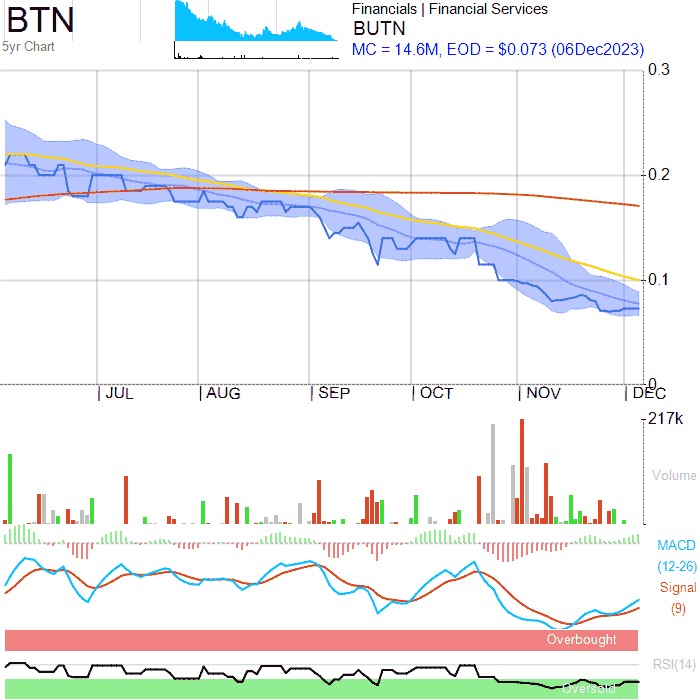 BTN
5yr Chart
Financials | Financial Services
BUTN
MC = 14.6M, EOD = $0.073 (06Dec2023)
0.3
0.2
0.1
0
JUL AUG SEP OCT NOV DEC
217k
Volume
MACD
(12-26)
Signal
(9)
Overbought
RSI(14)
Oversold